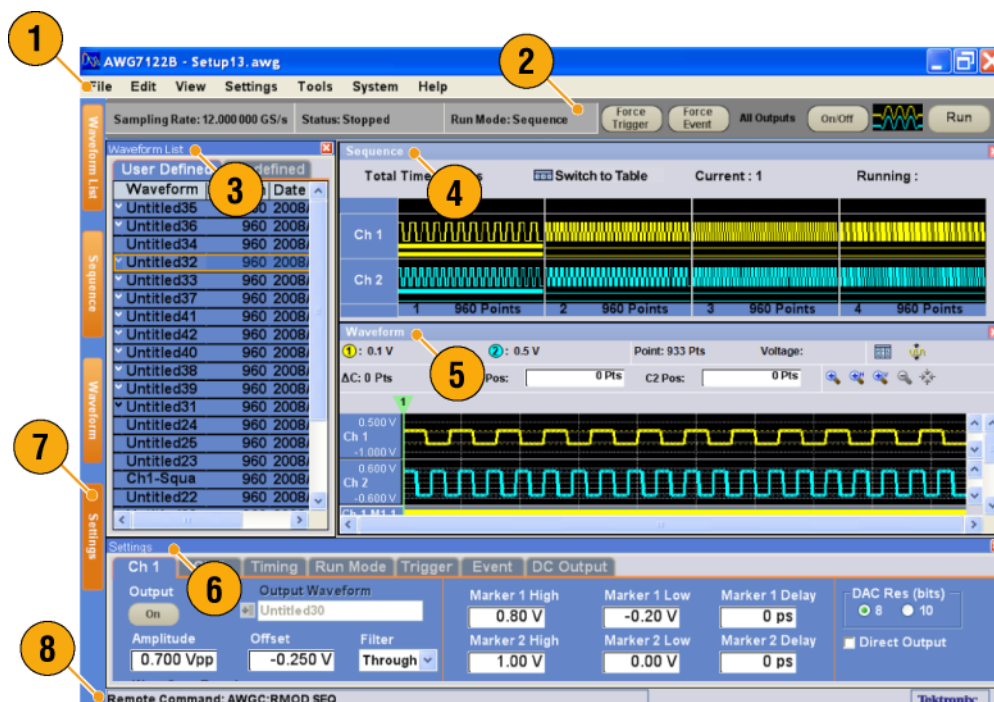 1
AWG7122B - Setup13.awg
2
File Edit View Settings Tools System Help
Sampling Rate: 12.000 000 GS/s Status: Stopped Run Mode: Sequence Force Trigger Force Event All Outputs On/Off Run
Waveform List
Sequence
Waveform
Settings
7
Waveform List
3
User Defined
Waveform Date
Untitled35 960 2008/
Untitled36 960 2008/
Untitled34 960 2008/
Untitled32 960 2008/
Untitled33 960 2008/
Untitled37 960 2008/
Untitled41 960 2008/
Untitled42 960 2008/
Untitled40 960 2008/
Untitled38 960 2008/
Untitled39 960 2008/
Untitled31 960 2008/
Untitled24 960 2008/
Untitled25 960 2008/
Untitled23 960 2008/
Ch1-Squa 960 2008/
Untitled22 960 2008/
Sequence
4
Total Time Switch to Table Current : 1 Running :
Ch 1
Ch 2
1 960 Points 2 960 Points 3 960 Points 4 960 Points
Waveform
5
1 : 0.1 V 2 : 0.5 V Point: 933 Pts Voltage:
ΔC: 0 Pts Pos: 0 Pts C2 Pos: 0 Pts
1
0.500 V
Ch 1
-1.000 V
0.600 V
Ch 2
-0.600 V
Ch 1 M1 1
Settings
6
Ch 1 Timing Run Mode Trigger Event DC Output
Output Output Waveform Marker 1 High Marker 1 Low Marker 1 Delay DAC Res (bits)
On Untitled30 0.80 V -0.20 V 0 ps 8 10
Amplitude Offset Filter Marker 2 High Marker 2 Low Marker 2 Delay Direct Output
0.700 Vpp -0.250 V Through 1.00 V 0.00 V 0 ps
8
Remote Command: AWGC:RMOD SEQ Tektronix